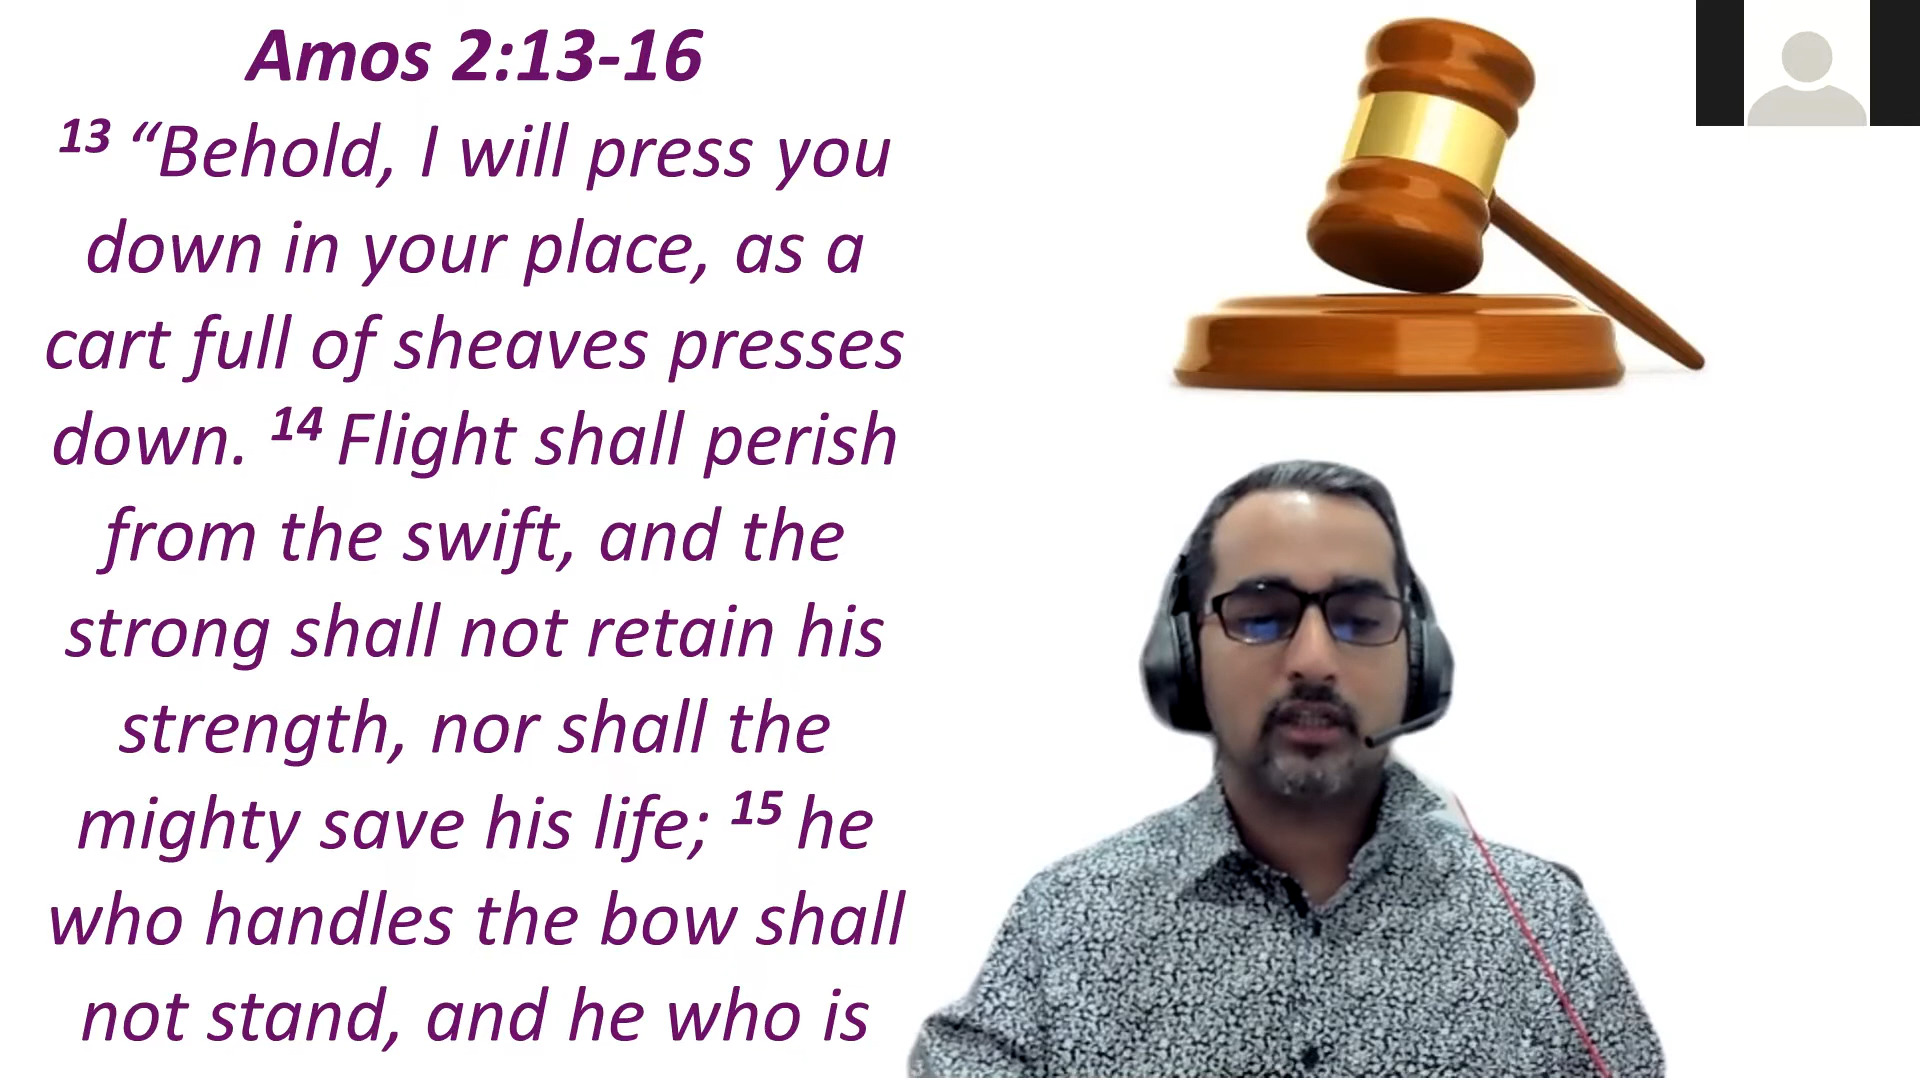 Amos 2:13-16
13 “Behold, I will press you
down in your place, as a
cart full of sheaves presses
down. 14 Flight shall perish
from the swift, and the
strong shall not retain his
strength, nor shall the
mighty save his life; 15 he
who handles the bow shall
not stand, and he who is